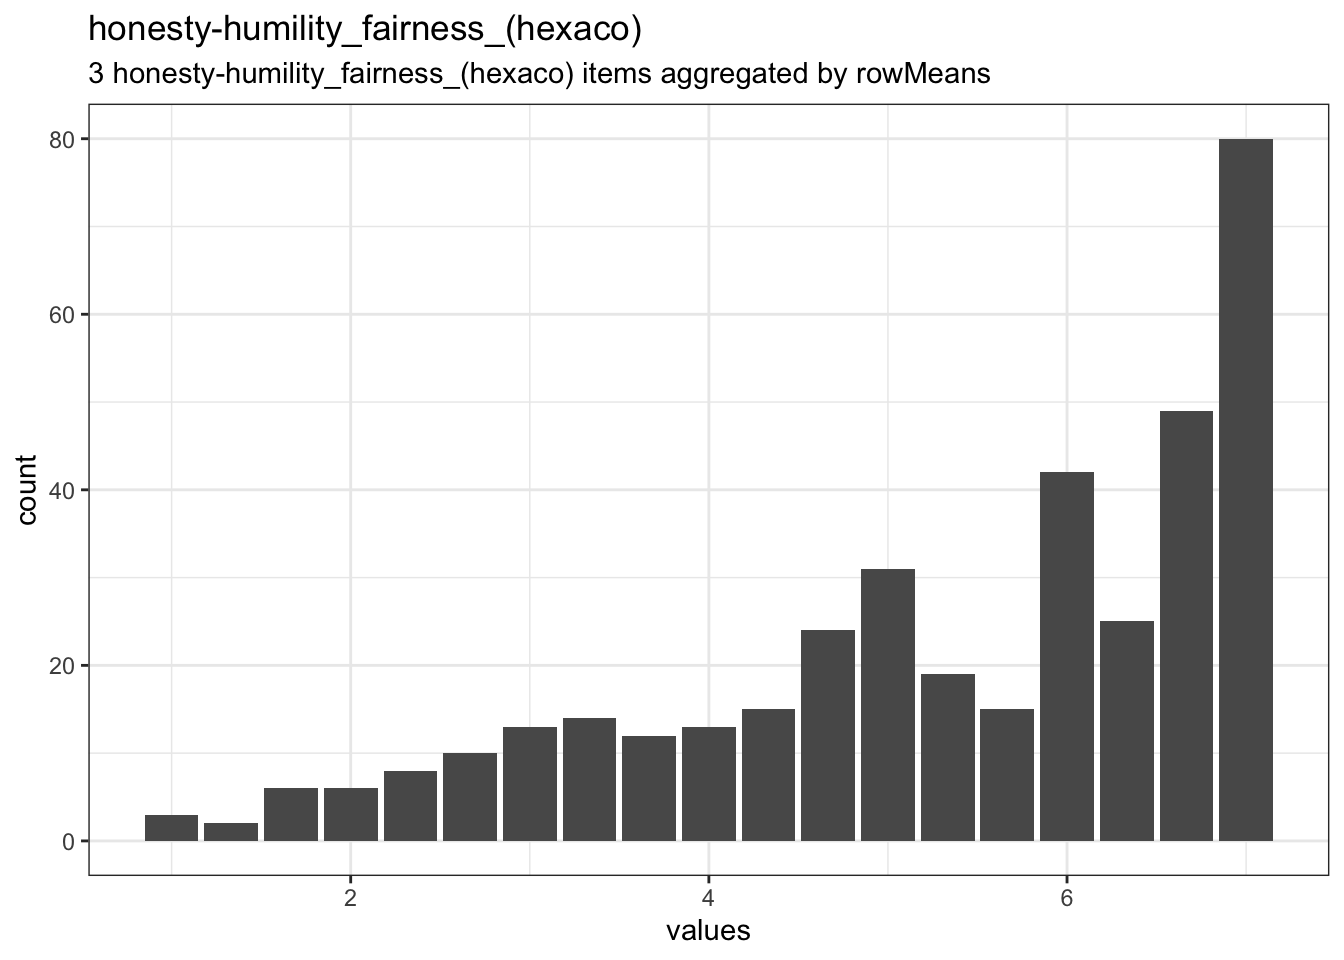 honesty-humility_fairness_(hexaco)
3 honesty-humility_fairness_(hexaco) items aggregated by rowMeans
80
60
40
20
0
count
2 4 6
values